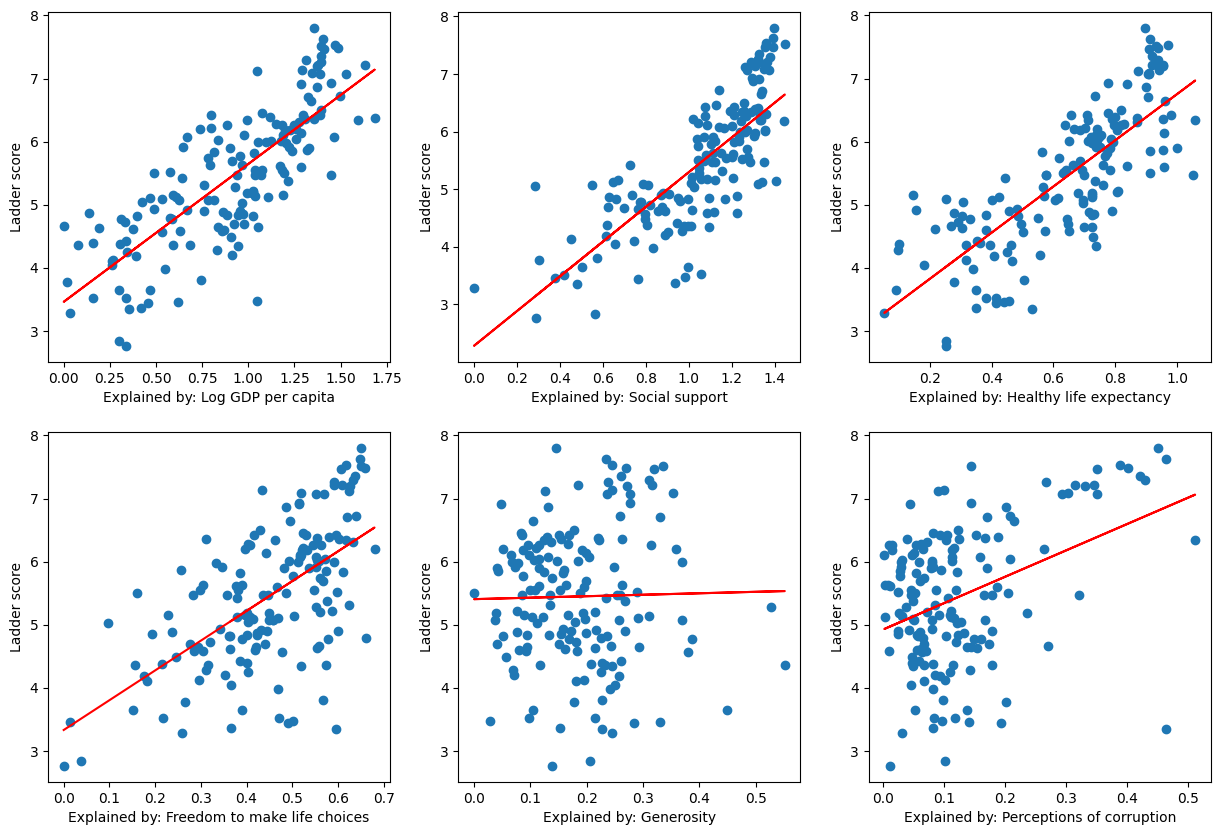 8
7
6
5
4
3
Ladder score
0.00 0.25 0.50 0.75 1.00 1.25 1.50 1.75
Explained by: Log GDP per capita
8
7
6
5
4
3
Ladder score
0.0 0.2 0.4 0.6 0.8 1.0 1.2 1.4
Explained by: Social support
8
7
6
5
4
3
Ladder score
0.2 0.4 0.6 0.8 1.0
Explained by: Healthy life expectancy
8
7
6
5
4
3
Ladder score
0.0 0.1 0.2 0.3 0.4 0.5 0.6 0.7
Explained by: Freedom to make life choices
8
7
6
5
4
3
Ladder score
0.0 0.1 0.2 0.3 0.4 0.5
Explained by: Generosity
8
7
6
5
4
3
Ladder score
0.0 0.1 0.2 0.3 0.4 0.5
Explained by: Perceptions of corruption